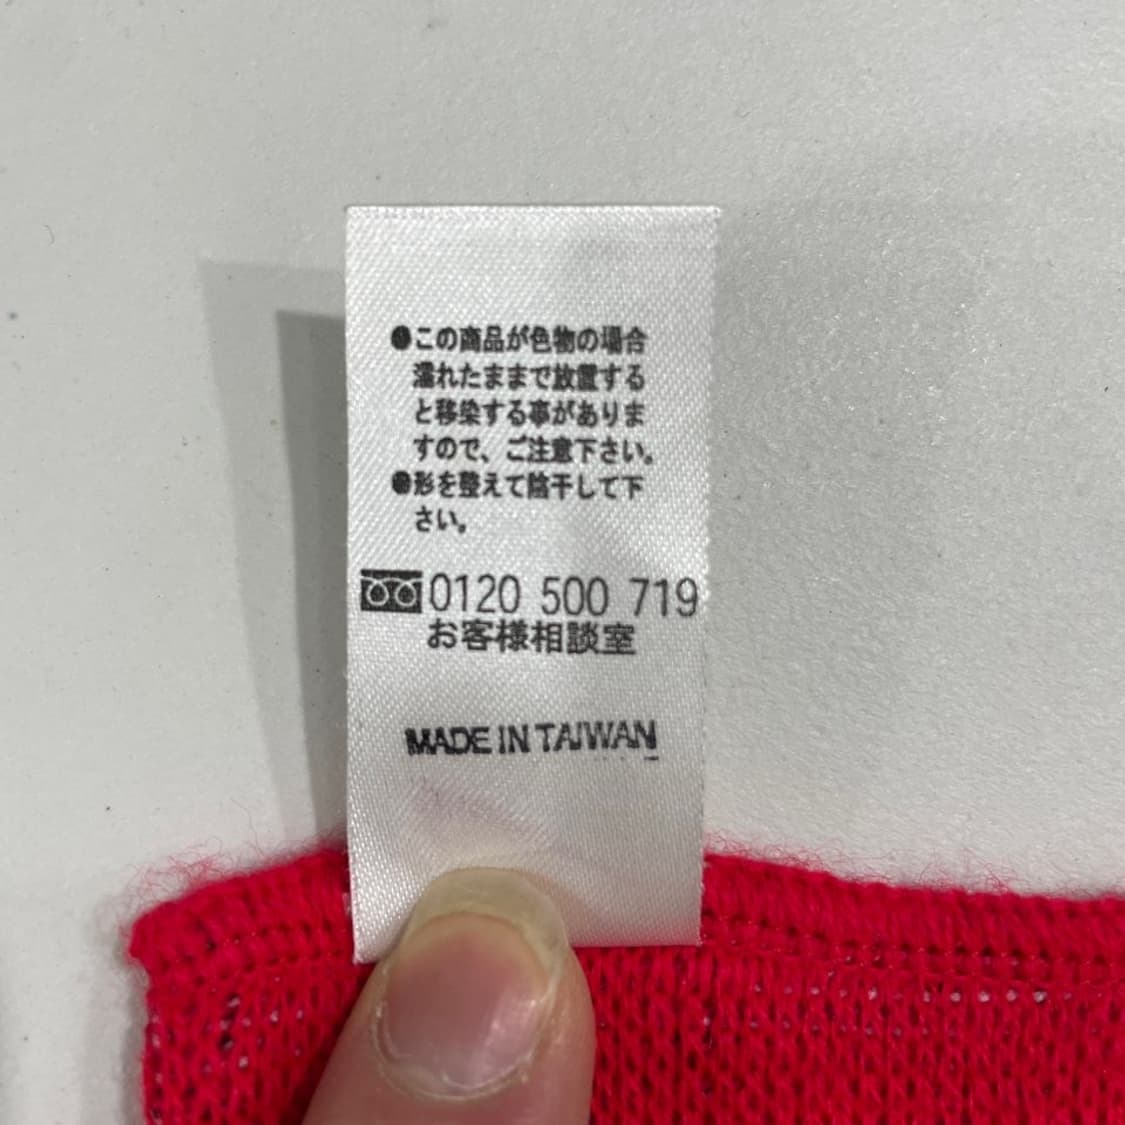 ●この商品が色物の場合
濡れたままで放置する
と移染する事がありま
すので、ご注意下さい。
●形を整えて陰干して下
さい。
0120 500 719
お客様相談室
MADE IN TAIWAN